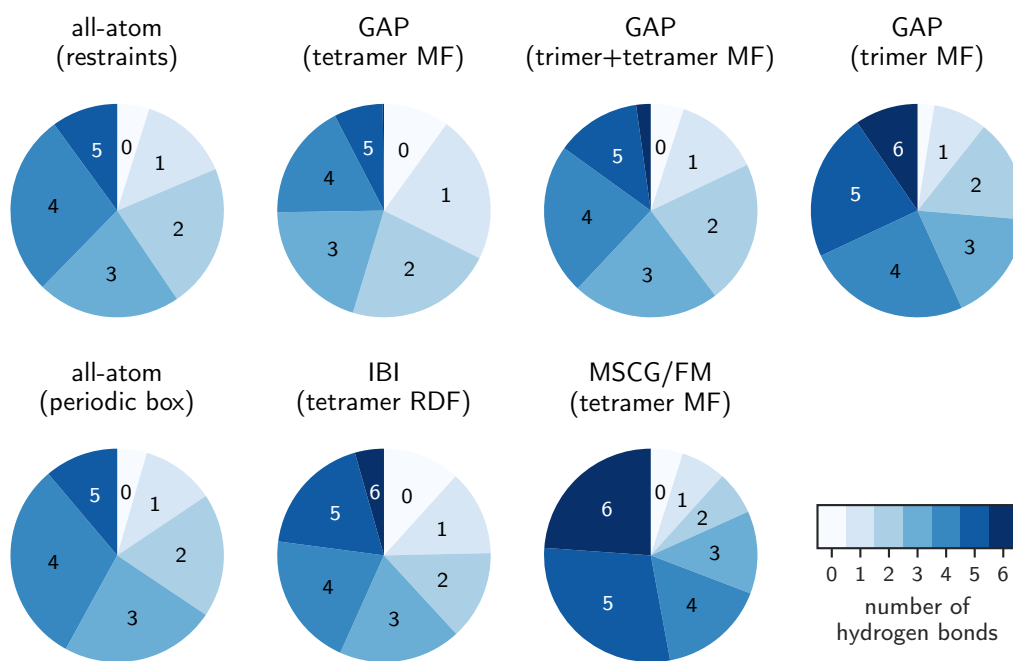 all-atom
(restraints)
GAP
(tetramer MF)
GAP
(trimer+tetramer MF)
GAP
(trimer MF)
0
1
2
3
4
5
0
1
2
3
4
5
0
1
2
3
4
5
1
2
3
4
5
6
all-atom
(periodic box)
IBI
(tetramer RDF)
MSCG/FM
(tetramer MF)
0
1
2
3
4
5
0
1
2
3
4
5
6
0
1
2
3
4
5
6
0 1 2 3 4 5 6
number of
hydrogen bonds